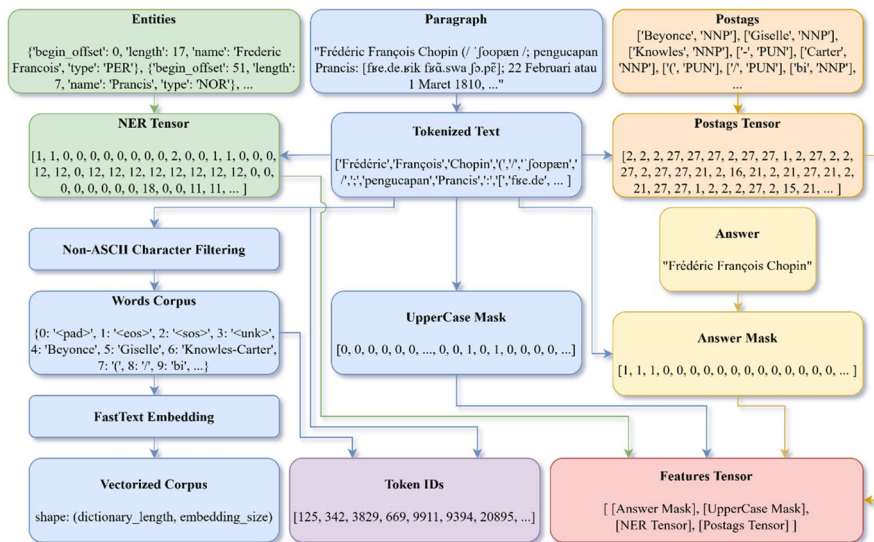 Entities
{'begin_offset': 0, 'length': 17, 'name': 'Frederic
Francois', 'type': 'PER'}, {'begin_offset': 51, 'length':
7, 'name': 'Prancis', 'type': 'NOR'}, ...
Paragraph
"Frédéric François Chopin (/ ˈʃoʊpæn /; pengucapan
Prancis: [fʁe.de.ʁik fʁɑ̃.swa ʃɔ.pɛ̃]; 22 Februari atau
1 Maret 1810, ..."
Postags
['Beyonce', 'NNP'], ['Giselle', 'NNP'],
['Knowles', 'NNP'], ['-', 'PUN'], ['Carter',
'NNP'], ['(', 'PUN'], ['/', 'PUN'], ['bi', 'NNP'],
...
NER Tensor
[1, 1, 0, 0, 0, 0, 0, 0, 0, 0, 2, 0, 0, 1, 1, 0, 0, 0,
12, 12, 0, 12, 12, 12, 12, 12, 12, 12, 12, 0, 0,
0, 0, 0, 0, 0, 0, 18, 0, 0, 11, 11, ... ]
Tokenized Text
['Frédéric','François','Chopin','(','/','ˈʃoʊpæn','
/',';','pengucapan','Prancis',':','[','fʁe.de', ... ]
Postags Tensor
[2, 2, 2, 27, 27, 27, 2, 27, 27, 1, 2, 27, 2, 2,
27, 2, 27, 27, 21, 2, 16, 21, 2, 21, 27, 21, 2,
21, 27, 27, 1, 2, 2, 2, 27, 2, 15, 21, ... ]
Non-ASCII Character Filtering
Answer
"Frédéric François Chopin"
Words Corpus
{0: '<pad>', 1: '<eos>', 2: '<sos>', 3: '<unk>',
4: 'Beyonce', 5: 'Giselle', 6: 'Knowles-Carter',
7: '(', 8: '/', 9: 'bi', ...}
UpperCase Mask
[0, 0, 0, 0, 0, 0, ..., 0, 0, 1, 0, 1, 0, 0, 0, 0, ...]
Answer Mask
[1, 1, 1, 0, 0, 0, 0, 0, 0, 0, 0, 0, 0, 0, 0, 0, ... ]
FastText Embedding
Vectorized Corpus
shape: (dictionary_length, embedding_size)
Token IDs
[125, 342, 3829, 669, 9911, 9394, 20895, ...]
Features Tensor
[ [Answer Mask], [UpperCase Mask],
[NER Tensor], [Postags Tensor] ]